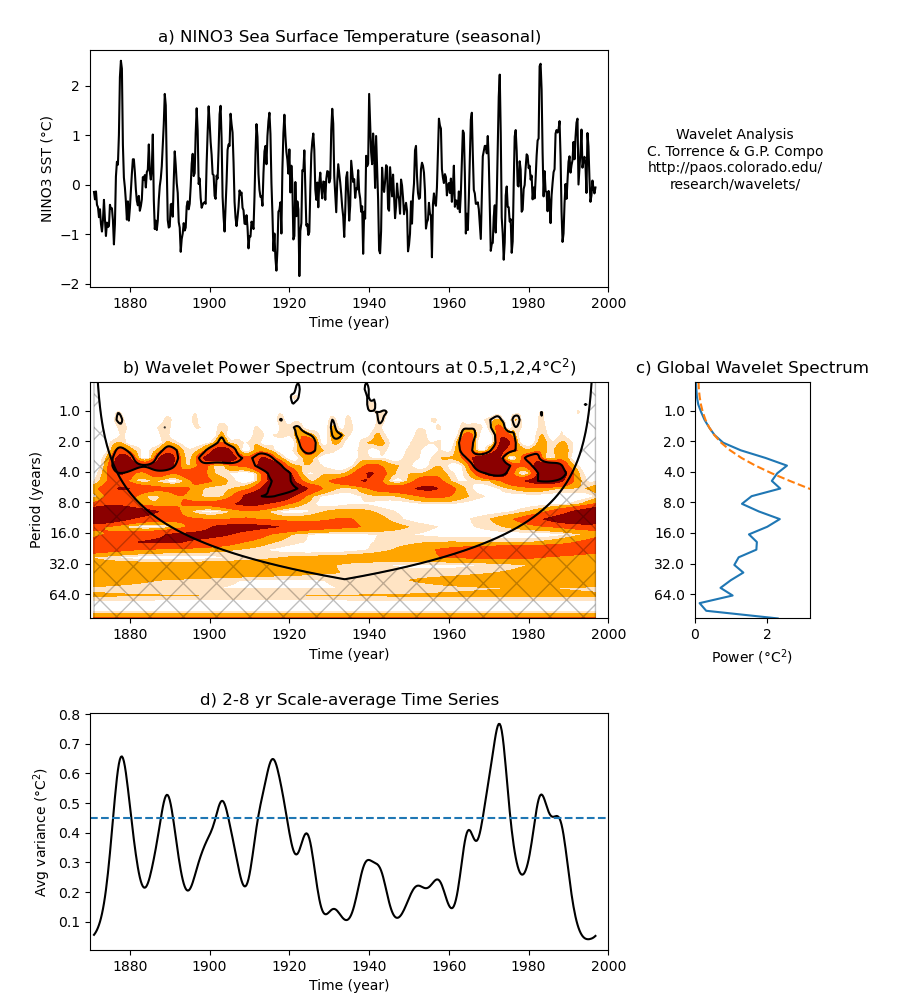 a) NINO3 Sea Surface Temperature (seasonal)
NINO3 SST (°C)
2
1
0
−1
−2
1880 1900 1920 1940 1960 1980 2000
Time (year)
Wavelet Analysis
C. Torrence & G.P. Compo
http://paos.colorado.edu/
research/wavelets/
b) Wavelet Power Spectrum (contours at 0.5,1,2,4°C²)
Period (years)
1.0
2.0
4.0
8.0
16.0
32.0
64.0
1880 1900 1920 1940 1960 1980 2000
Time (year)
c) Global Wavelet Spectrum
1.0
2.0
4.0
8.0
16.0
32.0
64.0
0 2
Power (°C²)
d) 2-8 yr Scale-average Time Series
Avg variance (°C²)
0.8
0.7
0.6
0.5
0.4
0.3
0.2
0.1
1880 1900 1920 1940 1960 1980 2000
Time (year)